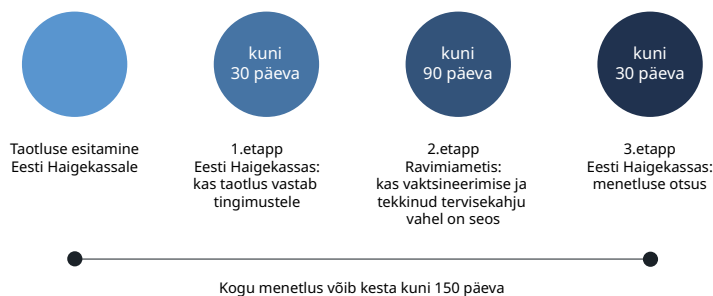 kuni
30 päeva
kuni
90 päeva
kuni
30 päeva
Taotluse esitamine
Eesti Haigekassale
1.etapp
Eesti Haigekassas:
kas taotlus vastab
tingimustele
2.etapp
Ravimiametis:
kas vaktsineerimise ja
tekkinud tervisekahju
vahel on seos
3.etapp
Eesti Haigekassas:
menetluse otsus
Kogu menetlus võib kesta kuni 150 päeva